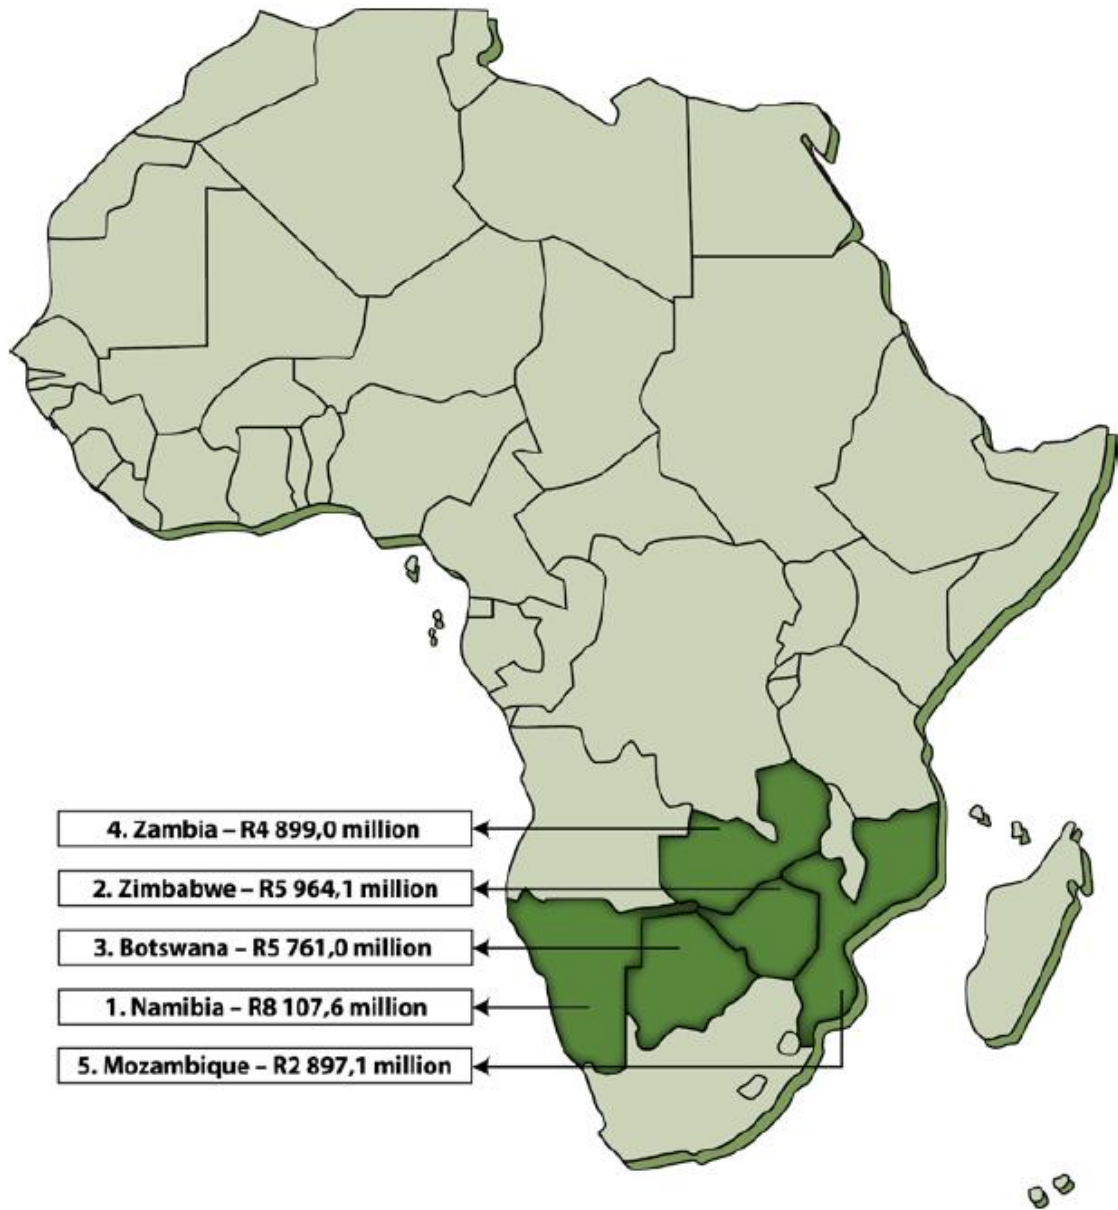 4. Zambia – R4 899,0 million
2. Zimbabwe – R5 964,1 million
3. Botswana – R5 761,0 million
1. Namibia – R8 107,6 million
5. Mozambique – R2 897,1 million